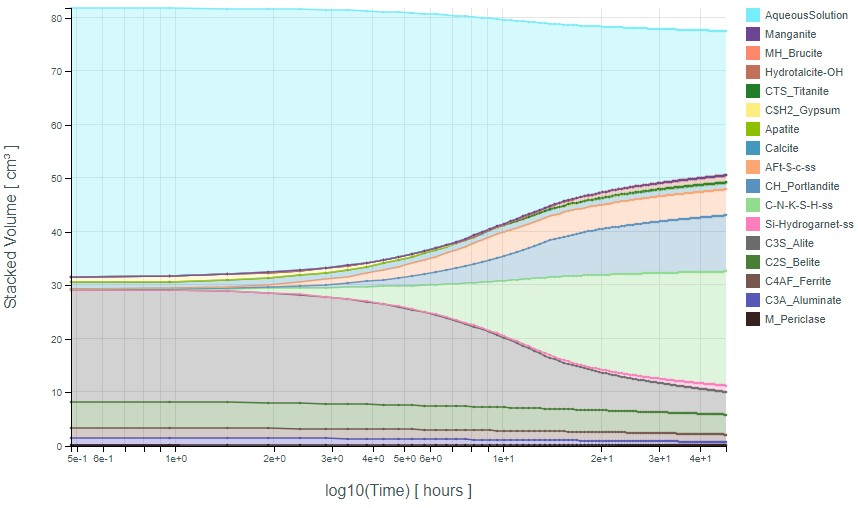 80
70
60
50
40
30
20
10
0
Stacked Volume [ cm³ ]
5e-1 6e-1 1e+0 2e+0 3e+0 4e+0 5e+0 6e+0 1e+1 2e+1 3e+1 4e+1
log10(Time) [ hours ]
AqueousSolution
Manganite
MH_Brucite
Hydrotalcite-OH
CTS_Titanite
C$H2_Gypsum
Apatite
Calcite
AFt-S-c-ss
CH_Portlandite
C-N-K-S-H-ss
Si-Hydrogarnet-ss
C3S_Alite
C2S_Belite
C4AF_Ferrite
C3A_Aluminate
M_Periclase